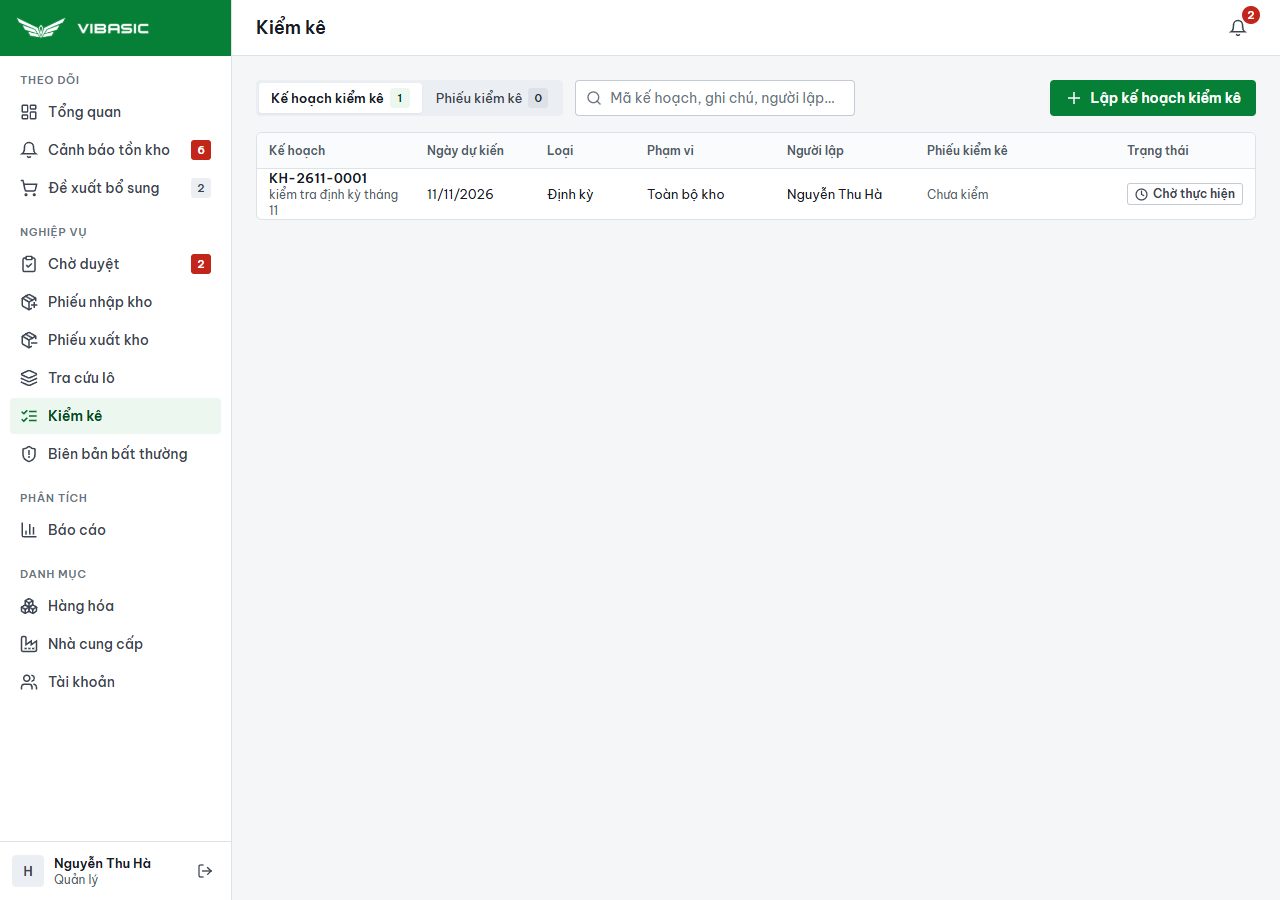 VIBASIC
Kiểm kê
2
THEO DÕI
Tổng quan
Cảnh báo tồn kho 6
Đề xuất bổ sung 2
NGHIỆP VỤ
Chờ duyệt 2
Phiếu nhập kho
Phiếu xuất kho
Tra cứu lô
Kiểm kê
Biên bản bất thường
PHÂN TÍCH
Báo cáo
DANH MỤC
Hàng hóa
Nhà cung cấp
Tài khoản
H
Nguyễn Thu Hà
Quản lý
Kế hoạch kiểm kê 1 Phiếu kiểm kê 0 Mã kế hoạch, ghi chú, người lập... Lập kế hoạch kiểm kê
Kế hoạch Ngày dự kiến Loại Phạm vi Người lập Phiếu kiểm kê Trạng thái
KH-2611-0001
kiểm tra định kỳ tháng
11
11/11/2026 Định kỳ Toàn bộ kho Nguyễn Thu Hà Chưa kiểm Chờ thực hiện